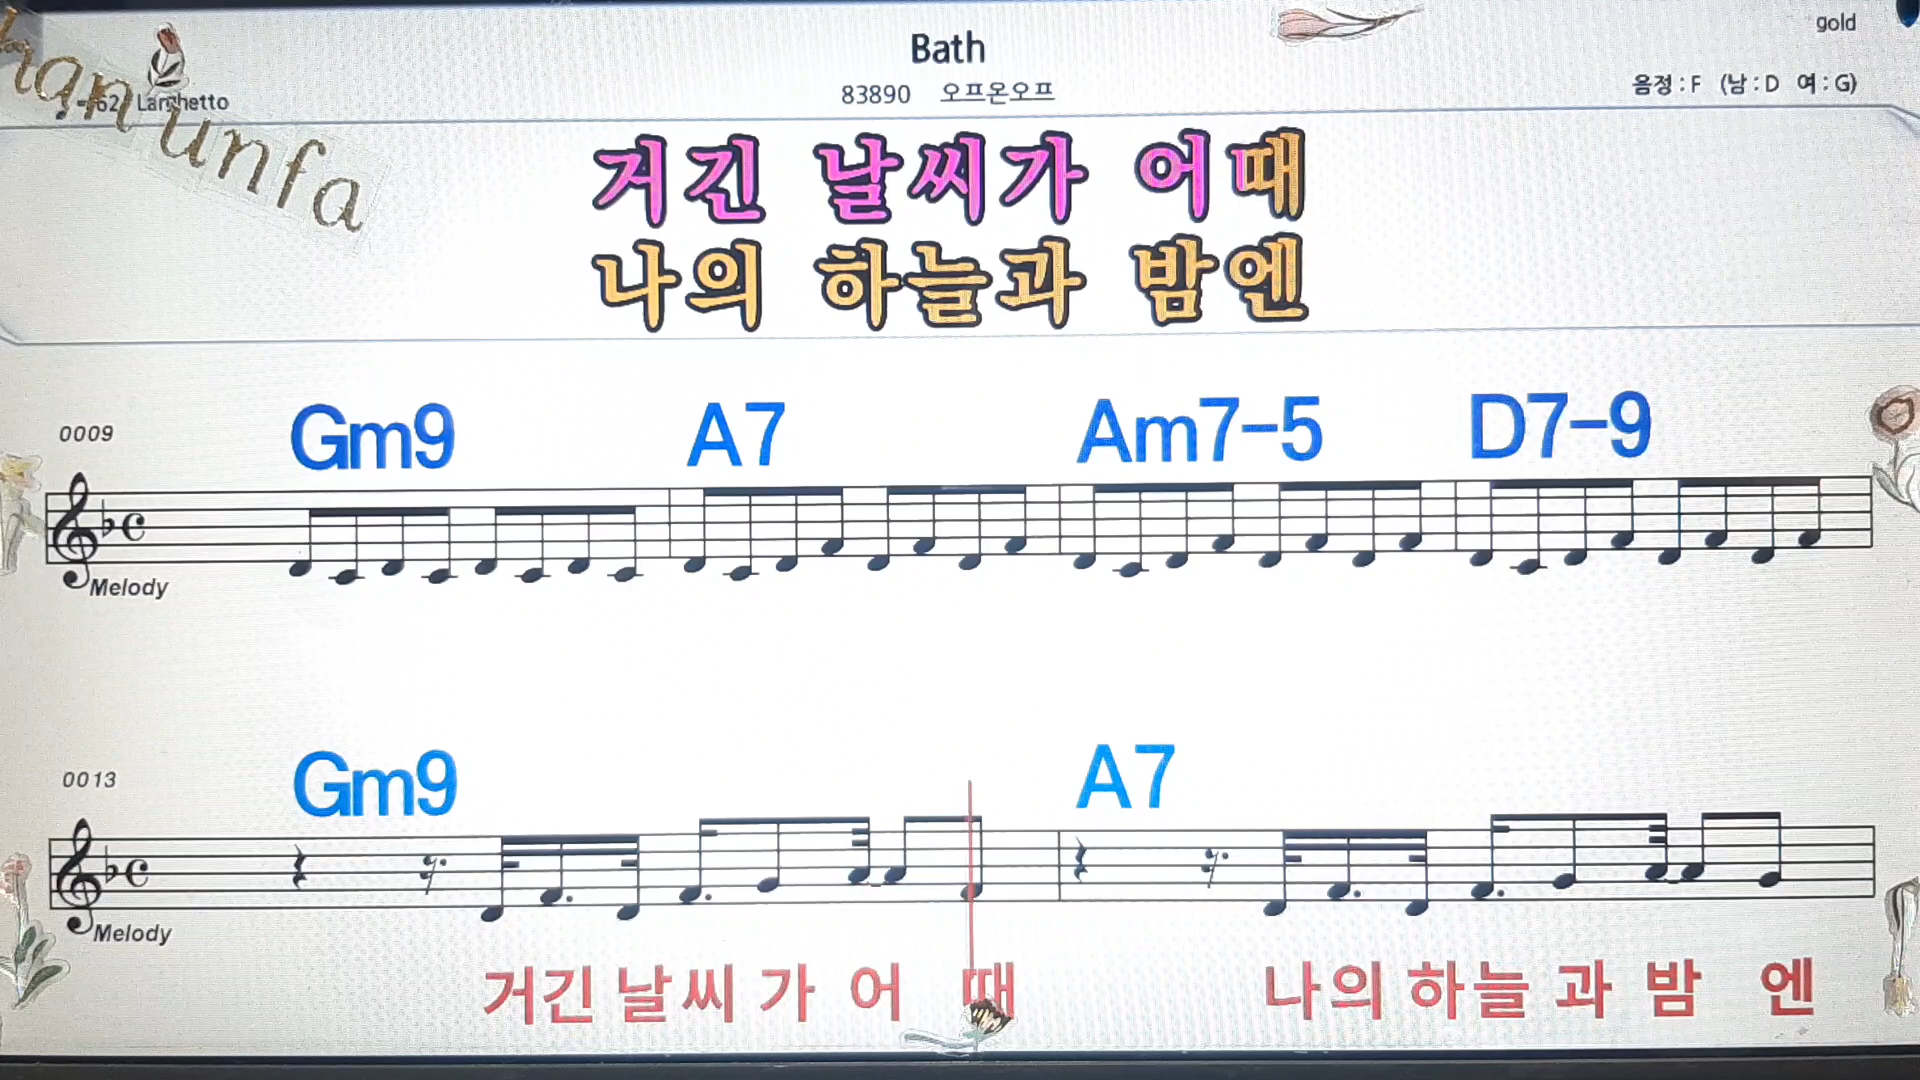 gold
Bath
83890 오프온오프
음정 : F (남 : D 여 : G)
62 Larghetto
unfa
거긴 날씨가 어때
나의 하늘과 밤엔
0009 Gm9 A7 Am7-5 D7-9
Melody
0013 Gm9 A7
Melody
거긴 날씨 가 어 때 나의 하늘 과 밤 엔